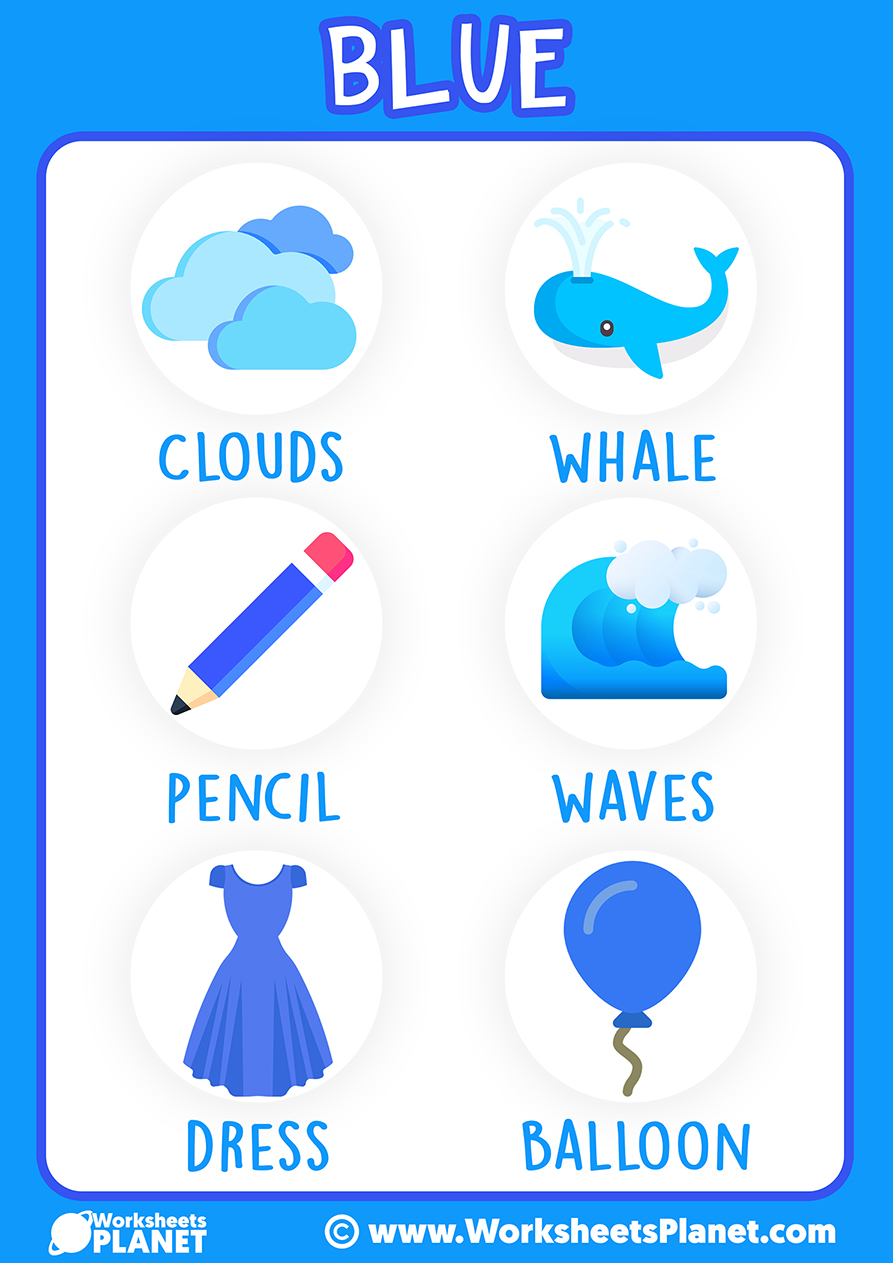 BLUE
CLOUDS
WHALE
PENCIL
WAVES
DRESS
BALLOON
Worksheets
PLANET
© www.WorksheetsPlanet.com